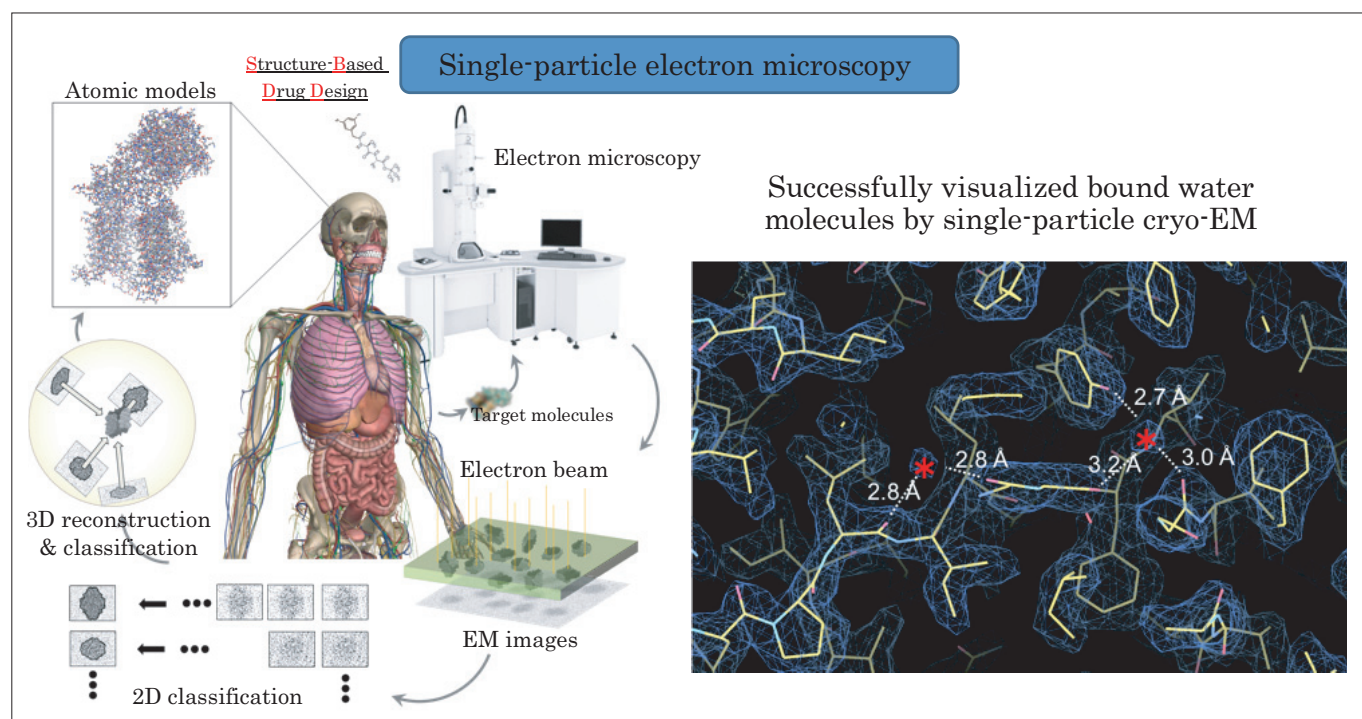 Single-particle electron microscopy
Structure-Based
Drug Design
Atomic models
Electron microscopy
Target molecules
Electron beam
3D reconstruction
& classification
EM images
2D classification
Successfully visualized bound water
molecules by single-particle cryo-EM
2.7 Å
2.8 Å
3.2 Å
3.0 Å
2.8 Å